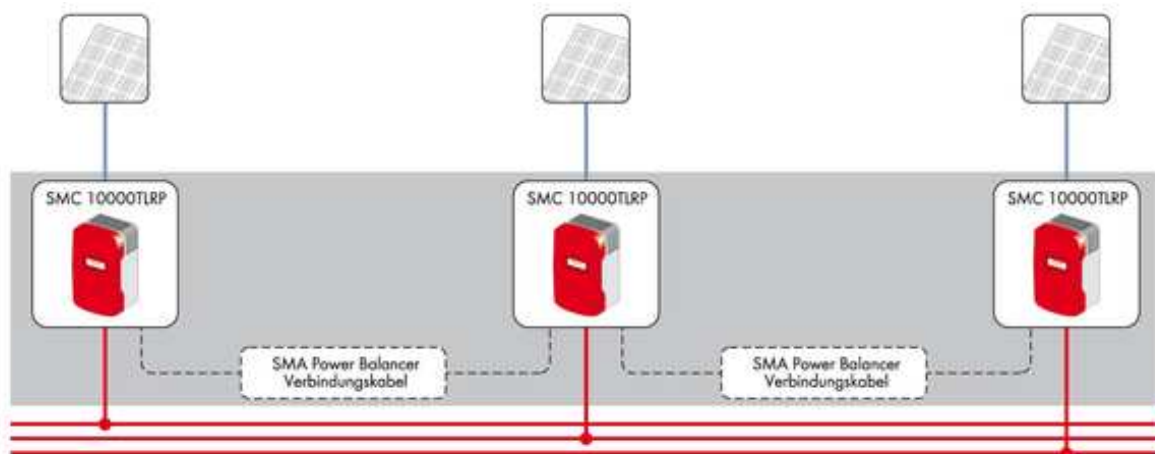 SMC 10000TLRP
SMC 10000TLRP
SMC 10000TLRP
SMA Power Balancer
Verbindungskabel
SMA Power Balancer
Verbindungskabel